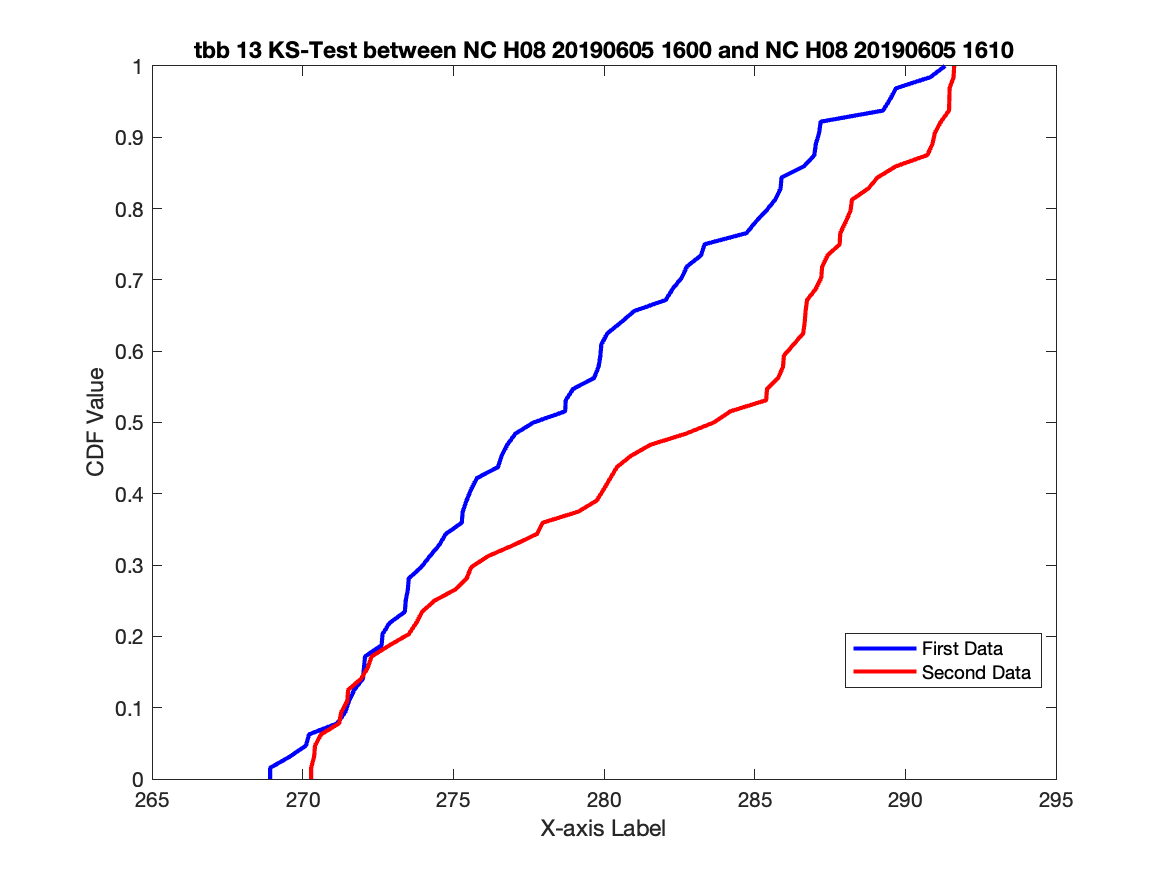 tbb 13 KS-Test between NC H08 20190605 1600 and NC H08 20190605 1610
1
0.9
0.8
0.7
0.6
0.5
0.4
0.3
0.2
0.1
0
CDF Value
First Data
Second Data
265 270 275 280 285 290 295
X-axis Label